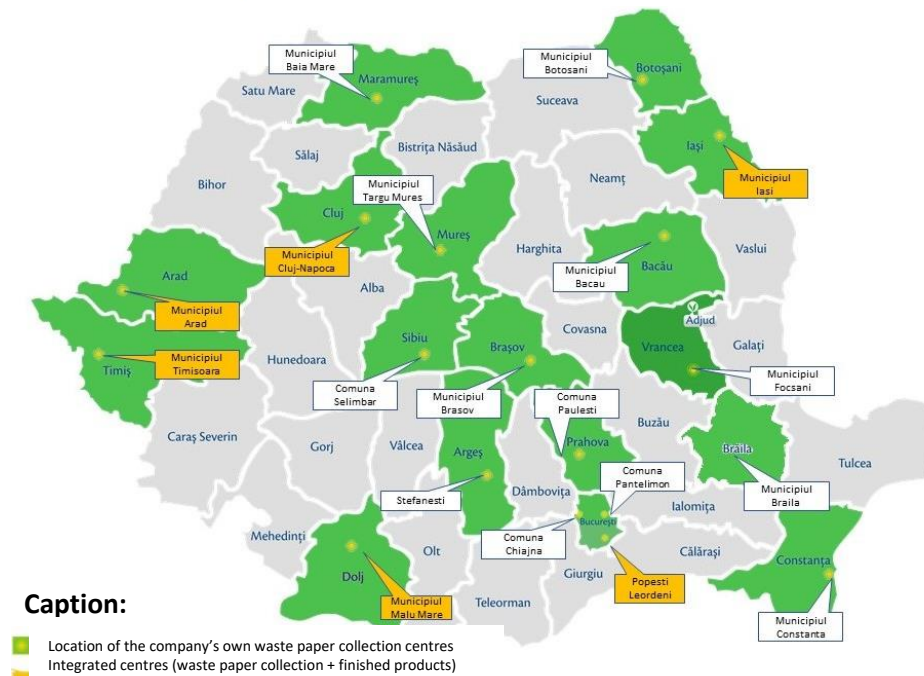 Municipiul
Baia Mare
Maramureş
Satu Mare
Municipiul
Botosani
Botoşani
Suceava
Iaşi
Municipiul
Iasi
Sălaj
Bistriţa Năsăud
Bihor
Neamţ
Municipiul
Targu Mures
Cluj
Mureş
Harghita
Vaslui
Bacău
Municipiul
Bacau
Municipiul
Cluj-Napoca
Arad
Alba
Municipiul
Arad
Covasna
Adjud
Vrancea
Galaţi
Sibiu
Braşov
Timiş
Municipiul
Timisoara
Hunedoara
Comuna
Selimbar
Municipiul
Brasov
Comuna
Paulesti
Municipiul
Focsani
Caraş Severin
Gorj
Vâlcea
Argeş
Prahova
Buzău
Brăila
Tulcea
Stefanesti
Dâmboviţa
Comuna
Pantelimon
Municipiul
Braila
Ialomiţa
Mehedinţi
Olt
Bucureşti
Comuna
Chiajna
Călăraşi
Constanţa
Dolj
Giurgiu
Popesti
Leordeni
Teleorman
Municipiul
Malu Mare
Municipiul
Constanta
Caption:
Location of the company's own waste paper collection centres
Integrated centres (waste paper collection + finished products)